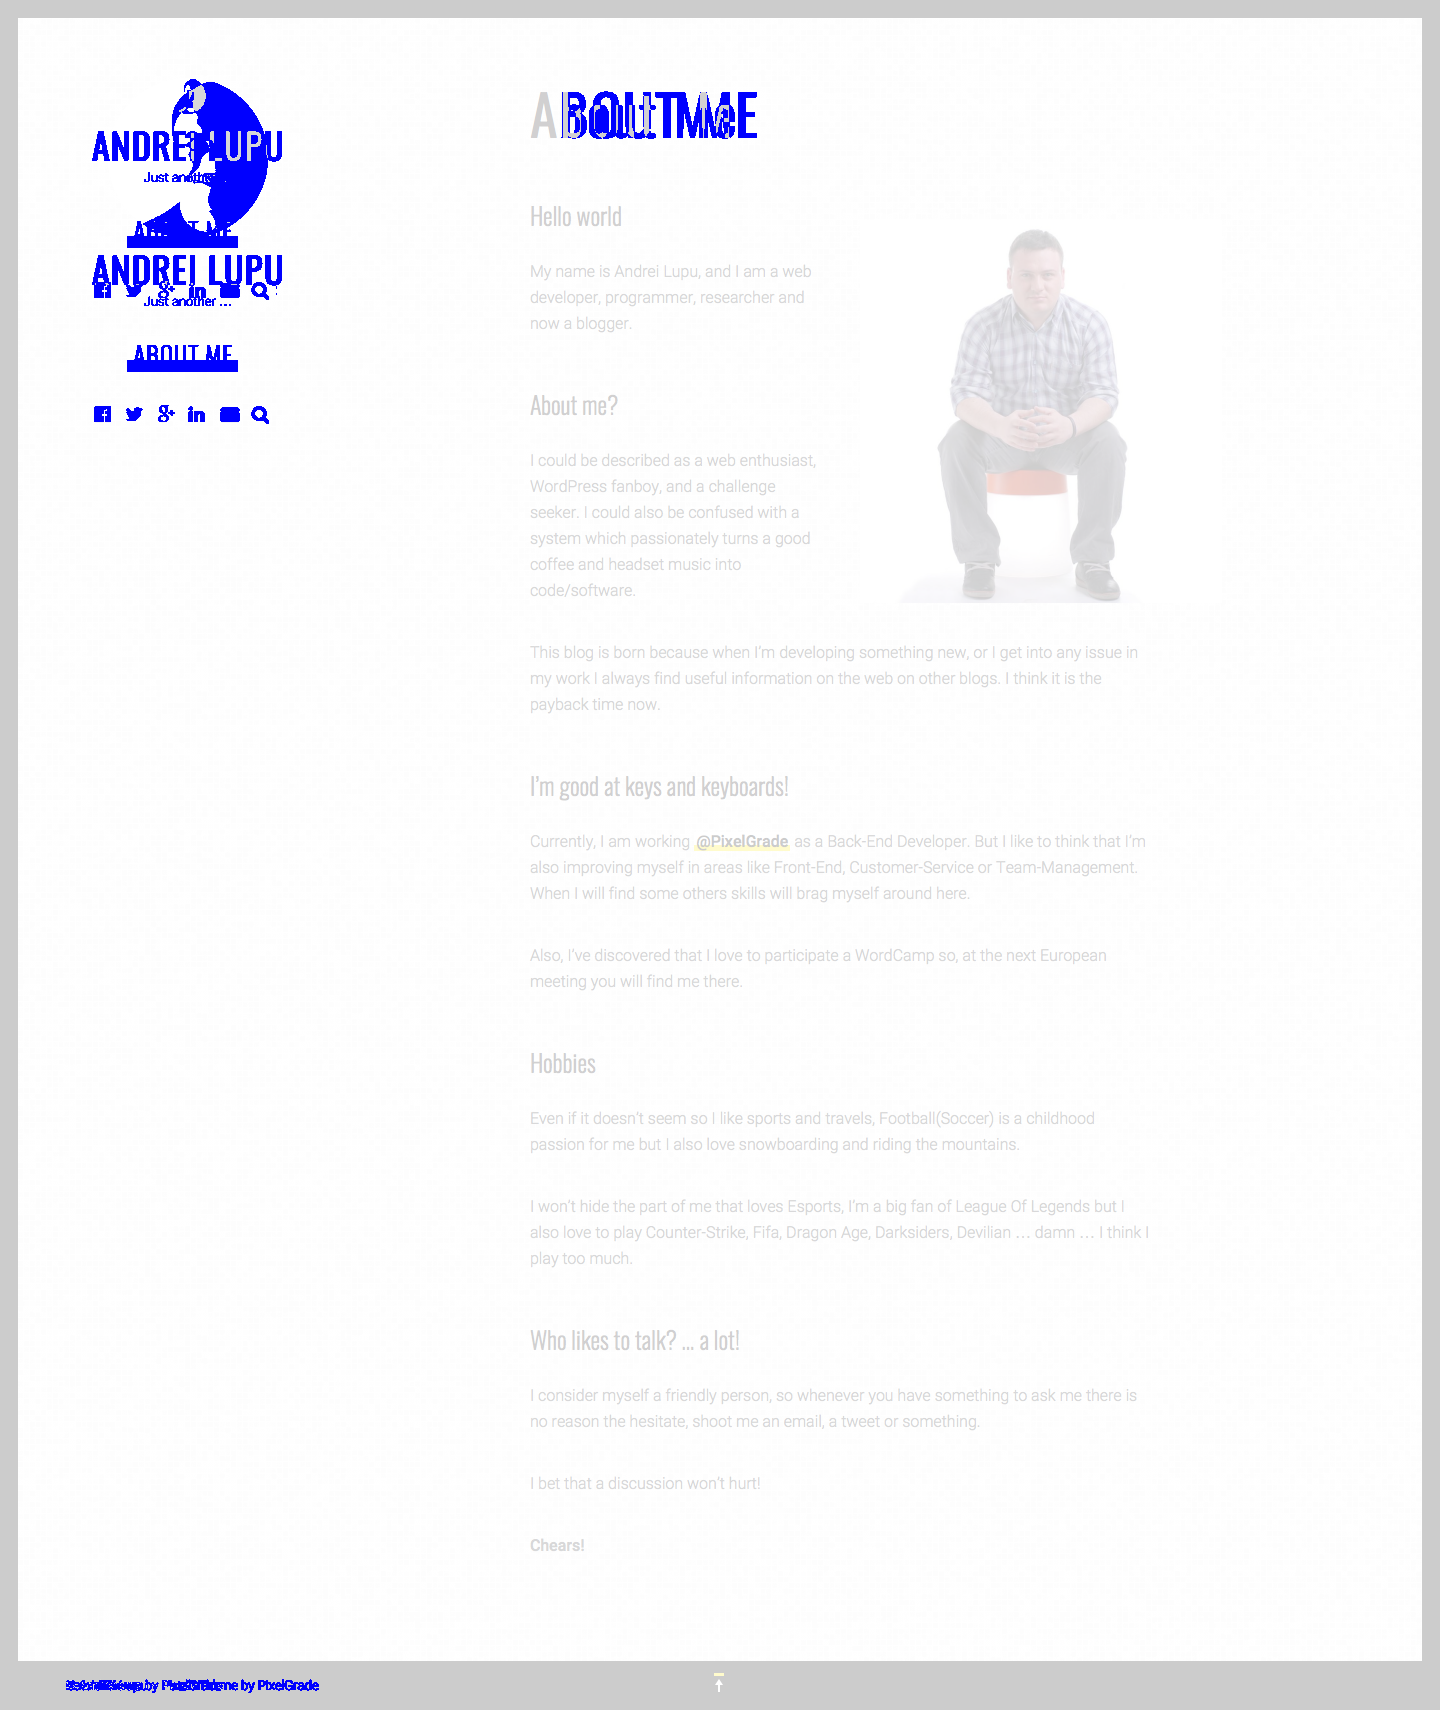 ANDREI LUPU
Just another
ABOUT ME
ANDREI LUPU
Just another ...
ABOUT ME
ABOUT ME
Hello world
My name is Andrei Lupu, and I am a web
developer, programmer, researcher and
now a blogger.
About me?
I could be described as a web enthusiast,
WordPress fanboy, and a challenge
seeker. I could also be confused with a
system which passionately turns a good
coffee and headset music into
code/software.
This blog is born because when I'm developing something new, or I get into any issue in
my work I always find useful information on the web on other blogs. I think it is the
payback time now.
I'm good at keys and keyboards!
Currently, I am working @PixelGrade as a Back-End Developer. But I like to think that I'm
also improving myself in areas like Front-End, Customer-Service or Team-Management.
When I will find some others skills will brag myself around here.
Also, I've discovered that I love to participate a WordCamp so, at the next European
meeting you will find me there.
Hobbies
Even if it doesn't seem so I like sports and travels, Football(Soccer) is a childhood
passion for me but I also love snowboarding and riding the mountains.
I won't hide the part of me that loves Esports, I'm a big fan of League Of Legends but I
also love to play Counter-Strike, Fifa, Dragon Age, Darksiders, Devilian ... damn ... I think I
play too much.
Who likes to talk? ... a lot!
I consider myself a friendly person, so whenever you have something to ask me there is
no reason the hesitate, shoot me an email, a tweet or something.
I bet that a discussion won't hurt!
Chears!
by PixelGrade